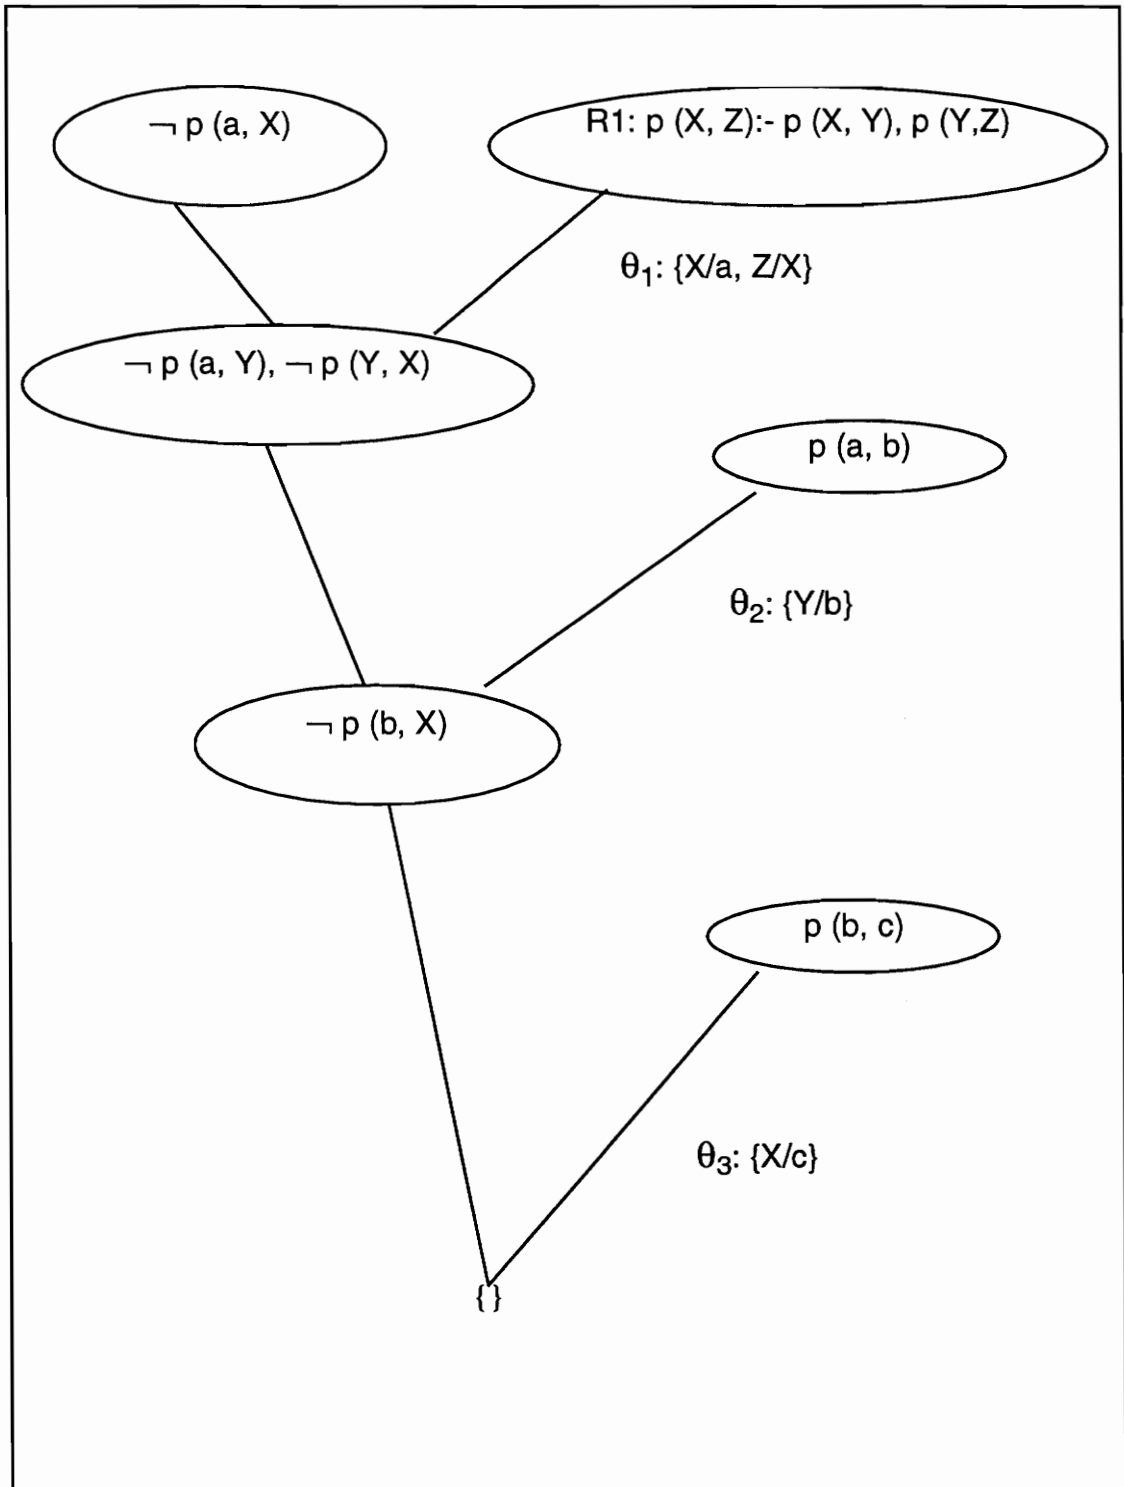 ¬ p (a, X)
R1: p (X, Z):- p (X, Y), p (Y,Z)
θ1: {X/a, Z/X}
¬ p (a, Y), ¬ p (Y, X)
p (a, b)
θ2: {Y/b}
¬ p (b, X)
p (b, c)
θ3: {X/c}
{}